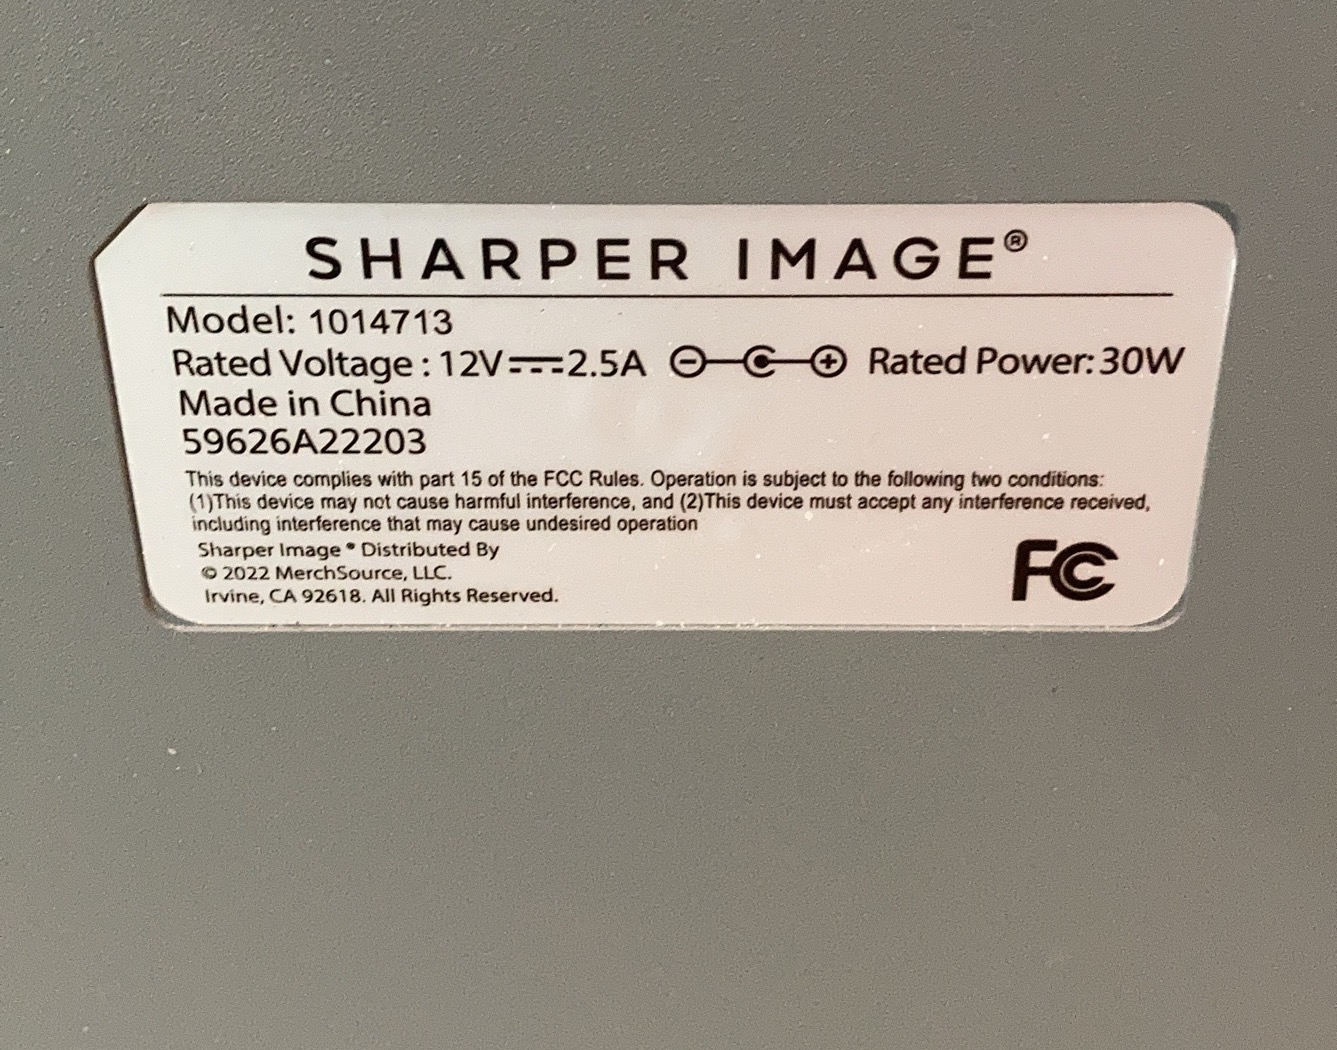 SHARPER IMAGE®
Model: 1014713
Rated Voltage : 12V⎓2.5A Rated Power: 30W
Made in China
59626A22203
This device complies with part 15 of the FCC Rules. Operation is subject to the following two conditions:
(1)This device may not cause harmful interference, and (2)This device must accept any interference received,
including interference that may cause undesired operation
Sharper Image ® Distributed By
© 2022 MerchSource, LLC.
Irvine, CA 92618. All Rights Reserved.
FC